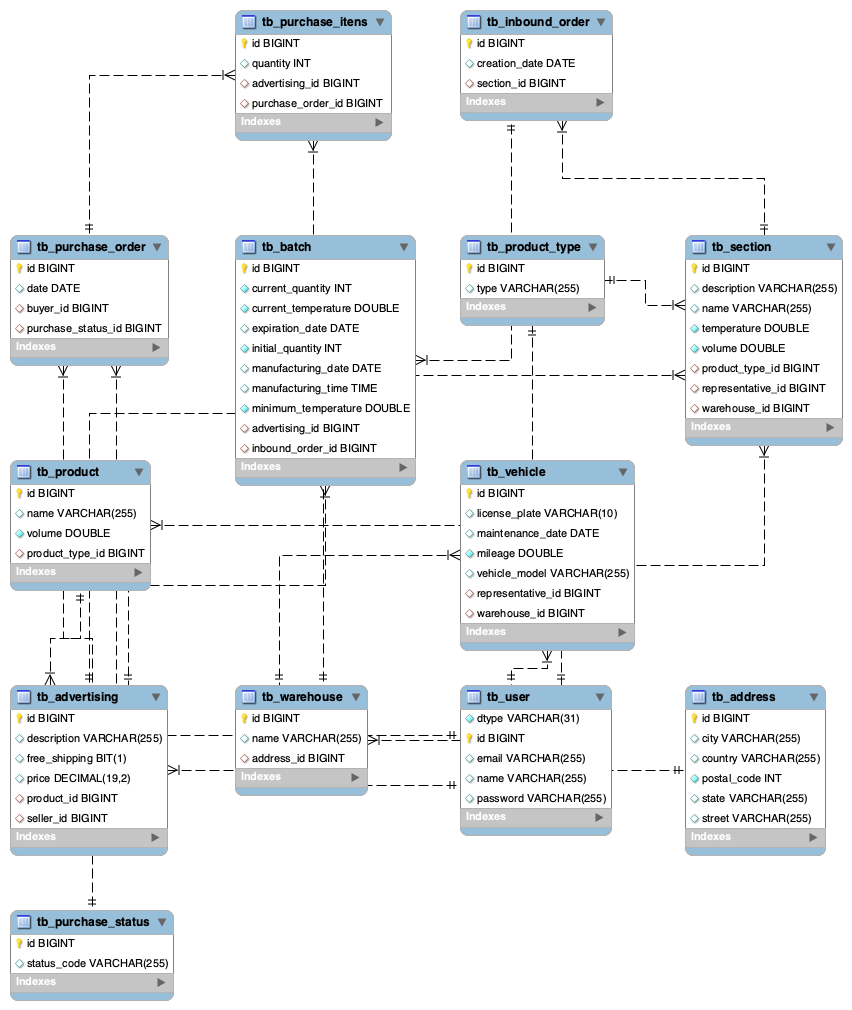 tb_purchase_itens
id BIGINT
quantity INT
advertising_id BIGINT
purchase_order_id BIGINT
Indexes
tb_inbound_order
id BIGINT
creation_date DATE
section_id BIGINT
Indexes
tb_purchase_order
id BIGINT
date DATE
buyer_id BIGINT
purchase_status_id BIGINT
Indexes
tb_batch
id BIGINT
current_quantity INT
current_temperature DOUBLE
expiration_date DATE
initial_quantity INT
manufacturing_date DATE
manufacturing_time TIME
minimum_temperature DOUBLE
advertising_id BIGINT
inbound_order_id BIGINT
Indexes
tb_product_type
id BIGINT
type VARCHAR(255)
Indexes
tb_section
id BIGINT
description VARCHAR(255)
name VARCHAR(255)
temperature DOUBLE
volume DOUBLE
product_type_id BIGINT
representative_id BIGINT
warehouse_id BIGINT
Indexes
tb_product
id BIGINT
name VARCHAR(255)
volume DOUBLE
product_type_id BIGINT
Indexes
tb_vehicle
id BIGINT
license_plate VARCHAR(10)
maintenance_date DATE
mileage DOUBLE
vehicle_model VARCHAR(255)
representative_id BIGINT
warehouse_id BIGINT
Indexes
tb_advertising
id BIGINT
description VARCHAR(255)
free_shipping BIT(1)
price DECIMAL(19,2)
product_id BIGINT
seller_id BIGINT
Indexes
tb_warehouse
id BIGINT
name VARCHAR(255)
address_id BIGINT
Indexes
tb_user
dtype VARCHAR(31)
id BIGINT
email VARCHAR(255)
name VARCHAR(255)
password VARCHAR(255)
Indexes
tb_address
id BIGINT
city VARCHAR(255)
country VARCHAR(255)
postal_code INT
state VARCHAR(255)
street VARCHAR(255)
Indexes
tb_purchase_status
id BIGINT
status_code VARCHAR(255)
Indexes